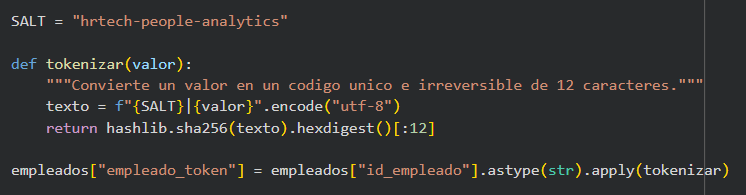 SALT = "hrtech-people-analytics"
def tokenizar(valor):
    """Convierte un valor en un codigo unico e irreversible de 12 caracteres."""
    texto = f"{SALT}|{valor}".encode("utf-8")
    return hashlib.sha256(texto).hexdigest()[:12]
empleados["empleado_token"] = empleados["id_empleado"].astype(str).apply(tokenizar)